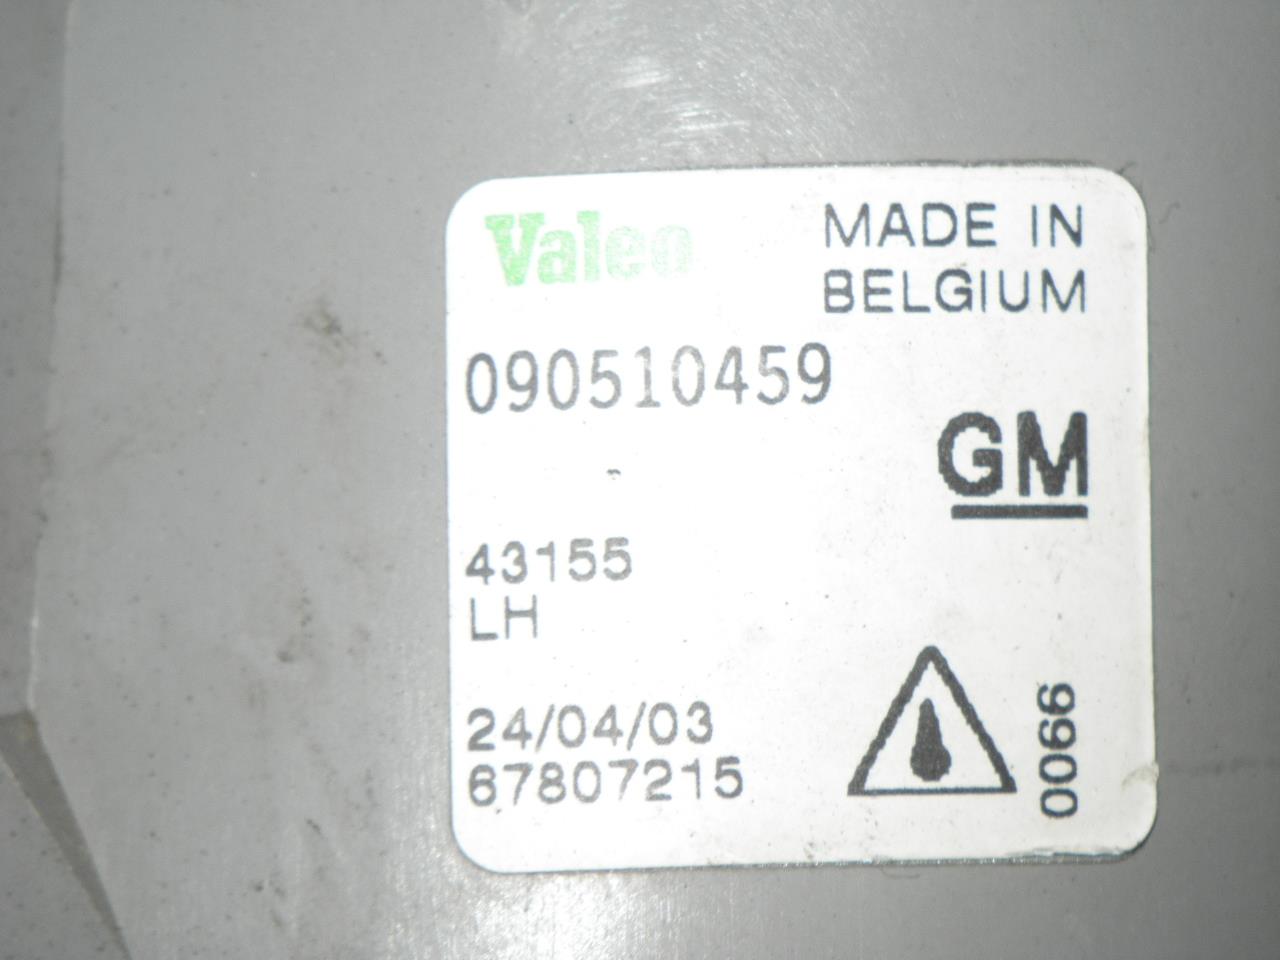 Valeo
MADE IN
BELGIUM
090510459
GM
43155
LH
24/04/03
67807215
0066